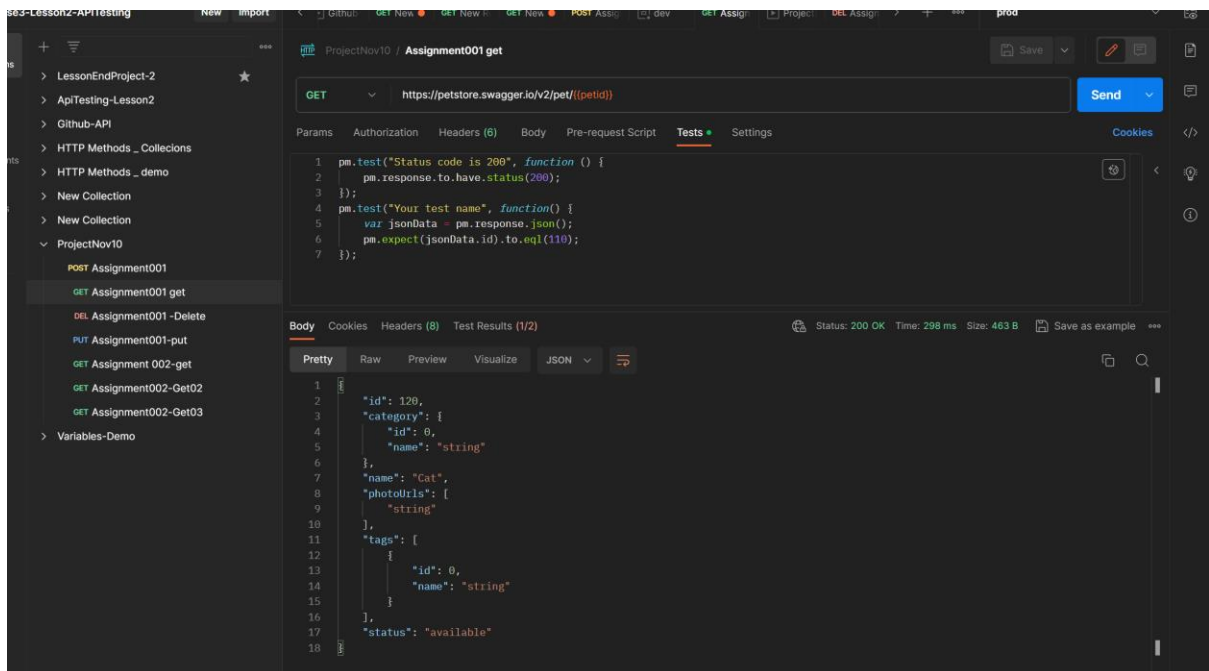 se3-Lesson2-APITesting New Import
Github GET New GET New R GET New POST Assig dev GET Assign Project DEL Assign prod
ProjectNov10 / Assignment001 get Save
ns
LessonEndProject-2
ApiTesting-Lesson2
Github-API
HTTP Methods _ Collecions
nts
HTTP Methods _ demo
New Collection
New Collection
ProjectNov10
POST Assignment001
GET Assignment001 get
DEL Assignment001 -Delete
PUT Assignment001-put
GET Assignment 002-get
GET Assignment002-Get02
GET Assignment002-Get03
Variables-Demo
GET https://petstore.swagger.io/v2/pet/{{petid}} Send
Params Authorization Headers (6) Body Pre-request Script Tests Settings Cookies
1 pm.test("Status code is 200", function () {
2 pm.response.to.have.status(200);
3 });
4 pm.test("Your test name", function() {
5 var jsonData = pm.response.json();
6 pm.expect(jsonData.id).to.eql(110);
7 });
Body Cookies Headers (8) Test Results (1/2) Status: 200 OK Time: 298 ms Size: 463 B Save as example
Pretty Raw Preview Visualize JSON
1 {
2 "id": 120,
3 "category": {
4 "id": 0,
5 "name": "string"
6 },
7 "name": "Cat",
8 "photoUrls": [
9 "string"
10 ],
11 "tags": [
12 {
13 "id": 0,
14 "name": "string"
15 }
16 ],
17 "status": "available"
18 }